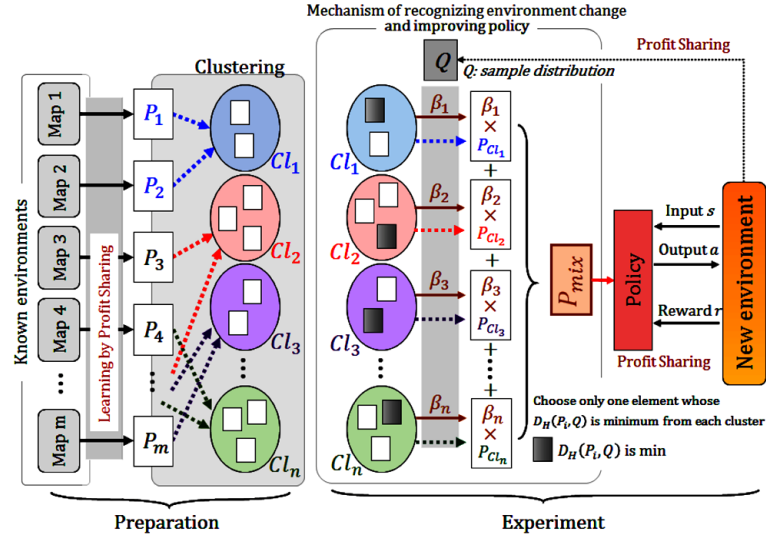 Mechanism of recognizing environment change
and improving policy
Profit Sharing
Q
Q: sample distribution
Clustering
Known environments
Map 1
Map 2
Map 3
Map 4
Map m
Learning by Profit Sharing
P1
P2
P3
P4
Pm
Cl1
Cl2
Cl3
Cln
Cl1
Cl2
Cl3
Cln
β1
β2
β3
βn
β1
×
PCl1
+
β2
×
PCl2
+
β3
×
PCl3
+
+
βn
×
PCln
Pmix
Policy
Input s
Output a
Reward r
Profit Sharing
New environment
Choose only one element whose
DH(Pi, Q) is minimum from each cluster
DH(Pi, Q) is min
Preparation
Experiment